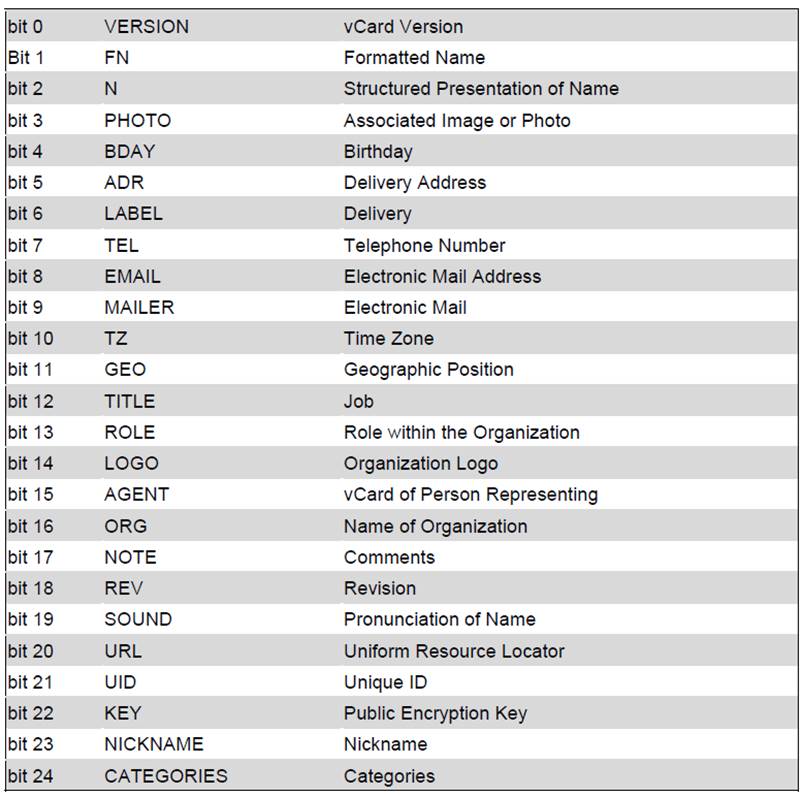 bit 0 VERSION vCard Version
Bit 1 FN Formatted Name
bit 2 N Structured Presentation of Name
bit 3 PHOTO Associated Image or Photo
bit 4 BDAY Birthday
bit 5 ADR Delivery Address
bit 6 LABEL Delivery
bit 7 TEL Telephone Number
bit 8 EMAIL Electronic Mail Address
bit 9 MAILER Electronic Mail
bit 10 TZ Time Zone
bit 11 GEO Geographic Position
bit 12 TITLE Job
bit 13 ROLE Role within the Organization
bit 14 LOGO Organization Logo
bit 15 AGENT vCard of Person Representing
bit 16 ORG Name of Organization
bit 17 NOTE Comments
bit 18 REV Revision
bit 19 SOUND Pronunciation of Name
bit 20 URL Uniform Resource Locator
bit 21 UID Unique ID
bit 22 KEY Public Encryption Key
bit 23 NICKNAME Nickname
bit 24 CATEGORIES Categories